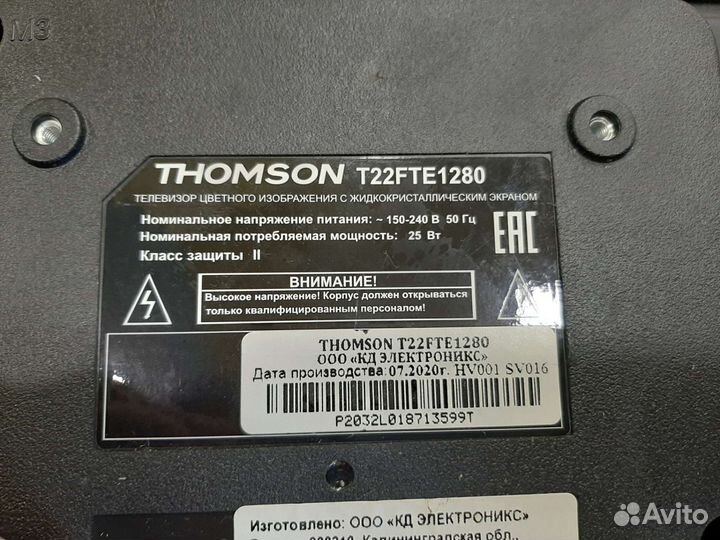 M3
THOMSON T22FTE1280
ТЕЛЕВИЗОР ЦВЕТНОГО ИЗОБРАЖЕНИЯ С ЖИДКОКРИСТАЛЛИЧЕСКИМ ЭКРАНОМ
Номинальное напряжение питания: ~ 150-240 В 50 Гц
Номинальная потребляемая мощность: 25 Вт
Класс защиты II
EAC
ВНИМАНИЕ!
Высокое напряжение! Корпус должен открываться
только квалифицированным персоналом!
THOMSON T22FTE1280
ООО «КД ЭЛЕКТРОНИКС»
Дата производства:07.2020г. HV001 SV016
P2032L018713599T
Изготовлено: ООО «КД ЭЛЕКТРОНИКС»
Калининградская обл.,
Avito